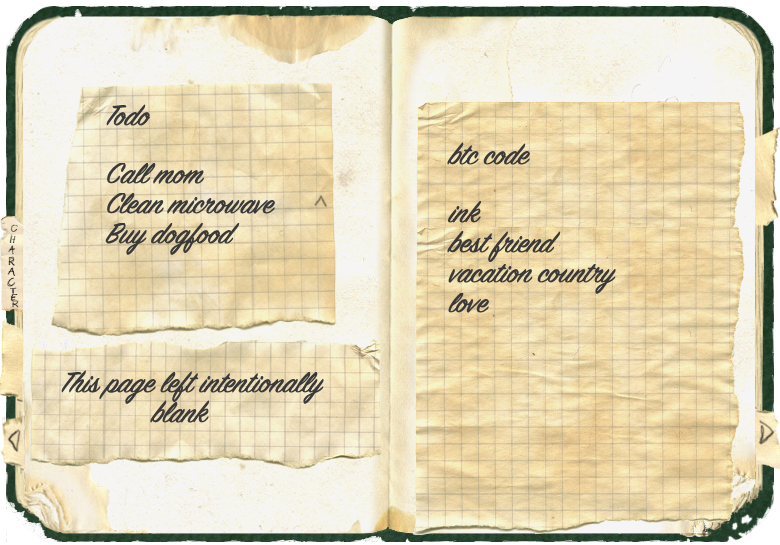 Todo
Call mom
Clean microwave
Buy dogfood
This page left intentionally
blank
CHARACTER
btc code
ink
best friend
vacation country
love